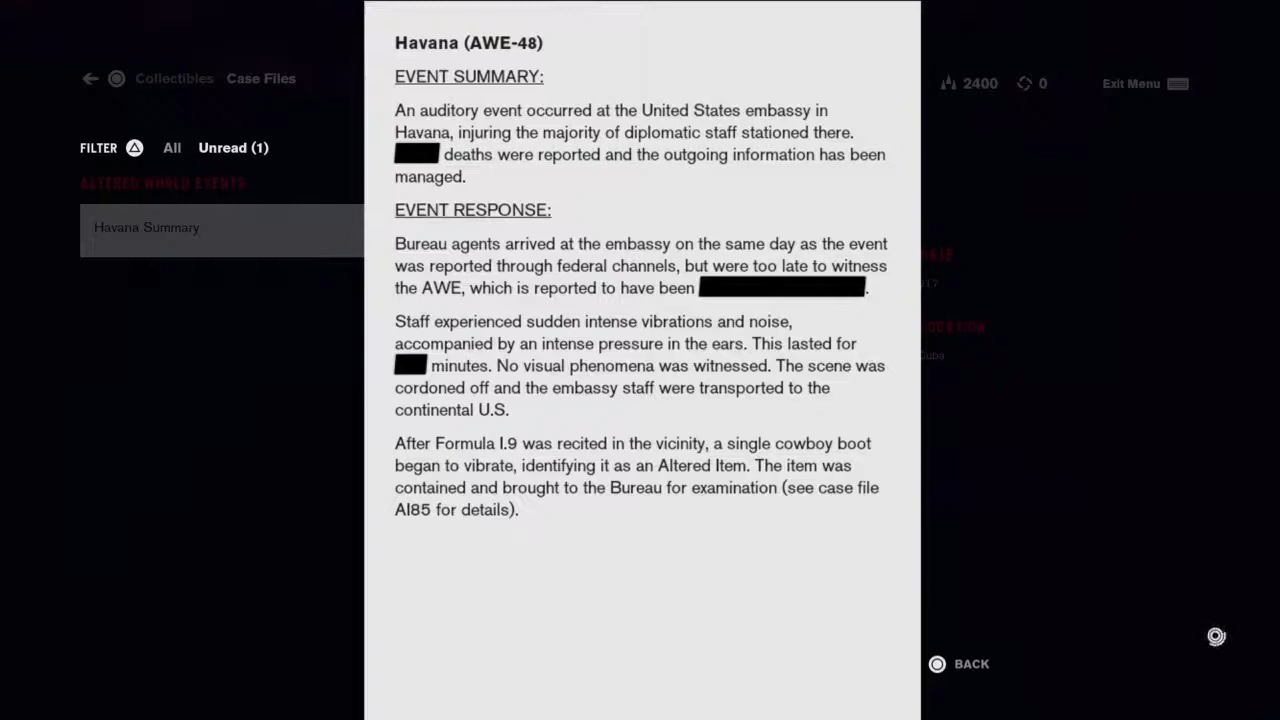 Havana (AWE-48)
EVENT SUMMARY:
An auditory event occurred at the United States embassy in
Havana, injuring the majority of diplomatic staff stationed there.
deaths were reported and the outgoing information has been
managed.
EVENT RESPONSE:
Bureau agents arrived at the embassy on the same day as the event
was reported through federal channels, but were too late to witness
the AWE, which is reported to have been .
Staff experienced sudden intense vibrations and noise,
accompanied by an intense pressure in the ears. This lasted for
minutes. No visual phenomena was witnessed. The scene was
cordoned off and the embassy staff were transported to the
continental U.S.
After Formula I.9 was recited in the vicinity, a single cowboy boot
began to vibrate, identifying it as an Altered Item. The item was
contained and brought to the Bureau for examination (see case file
AI85 for details).
Collectibles Case Files
FILTER All Unread (1)
ALTERED WORLD EVENTS
Havana Summary
2400 0 Exit Menu
BACK